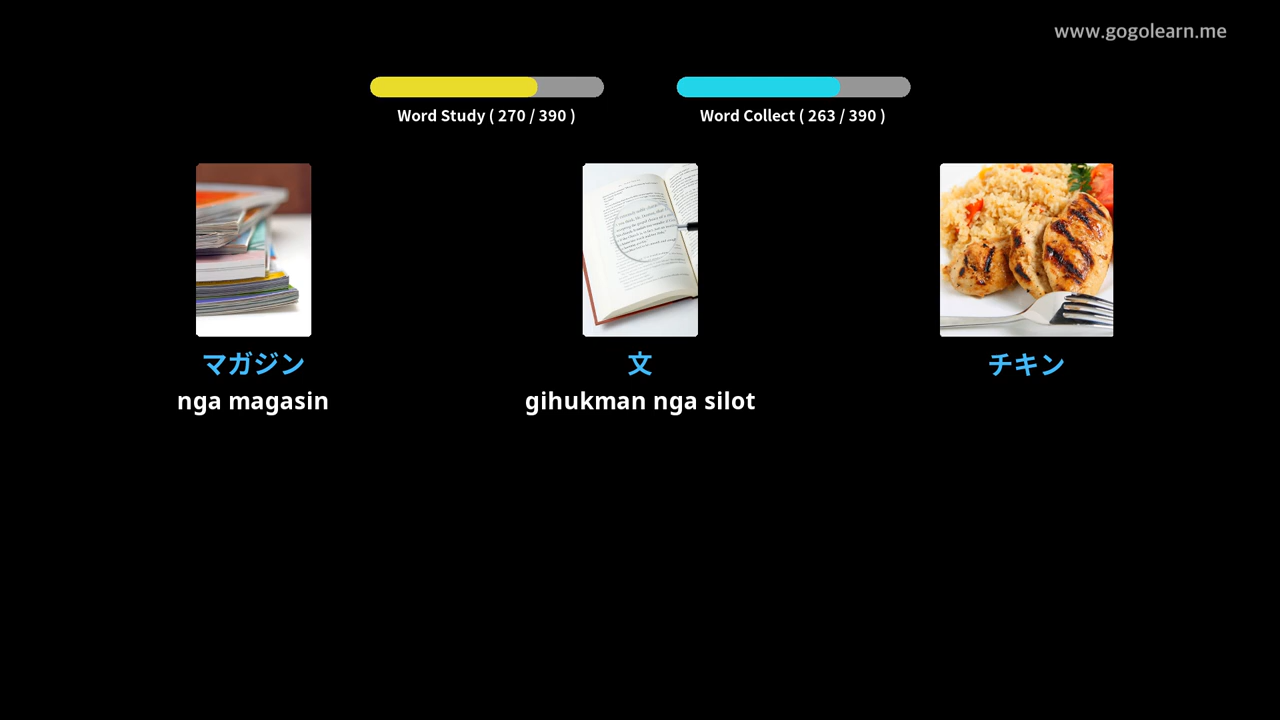 www.gogolearn.me
Word Study ( 270 / 390 )
Word Collect ( 263 / 390 )
マガジン
文
チキン
nga magasin
gihukman nga silot